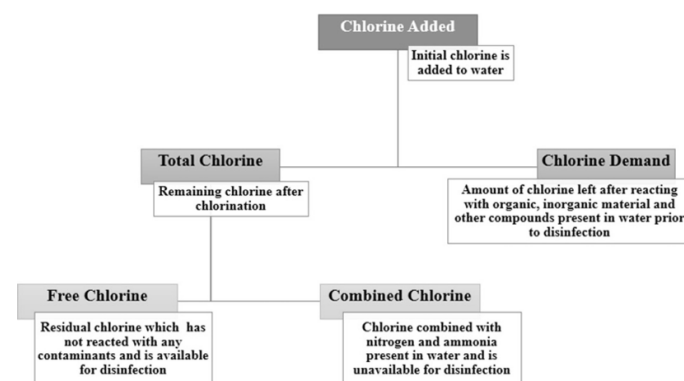 Chlorine Added
Initial chlorine is
added to water
Total Chlorine
Remaining chlorine after
chlorination
Chlorine Demand
Amount of chlorine left after reacting
with organic, inorganic material and
other compounds present in water prior
to disinfection
Free Chlorine
Residual chlorine which has
not reacted with any
contaminants and is available
for disinfection
Combined Chlorine
Chlorine combined with
nitrogen and ammonia
present in water and is
unavailable for disinfection